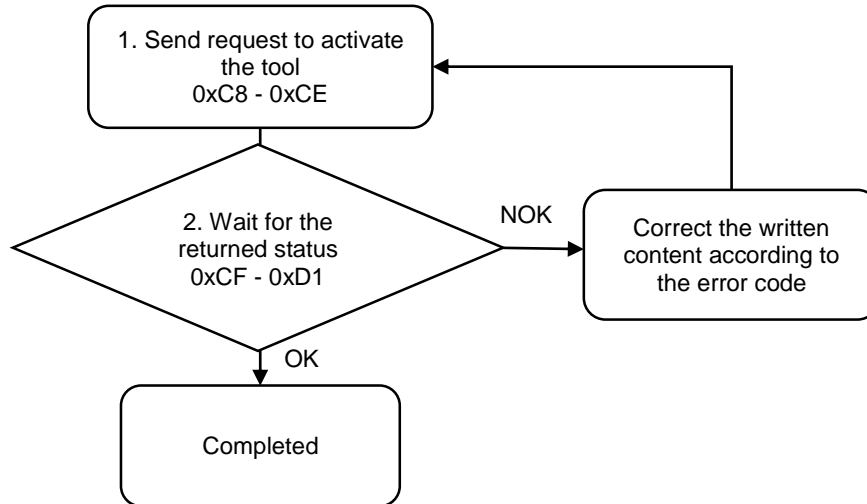 1. Send request to activate
the tool
0xC8 - 0xCE
2. Wait for the
returned status
0xCF - 0xD1
NOK
Correct the written
content according to
the error code
OK
Completed